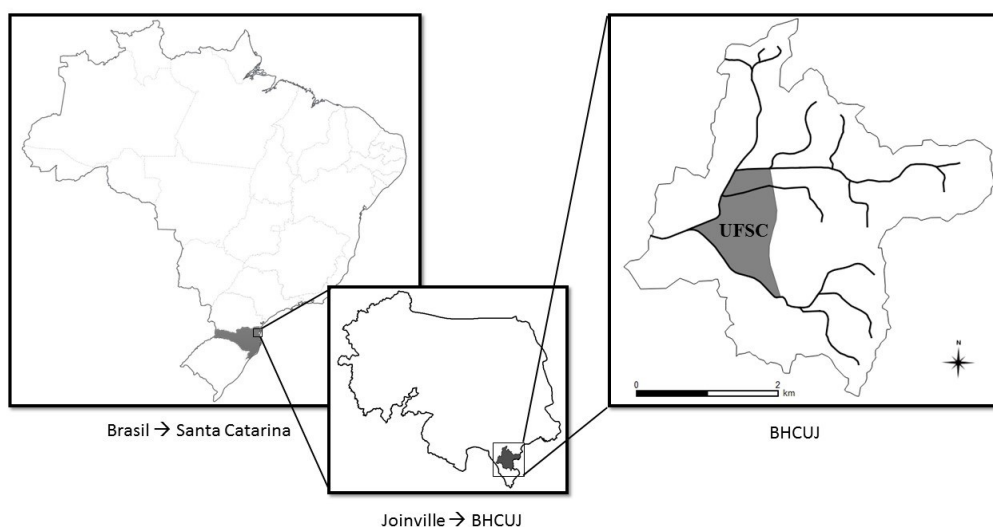 Brasil → Santa Catarina
Joinville → BHCUJ
UFSC
N
0 2
km
BHCUJ